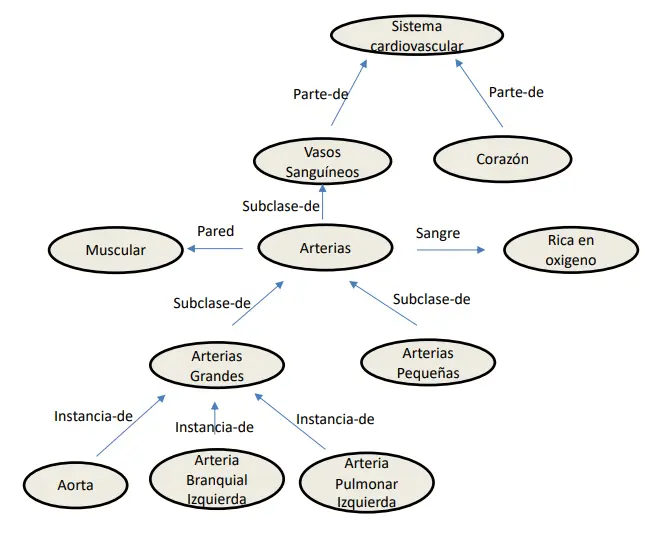 Sistema
cardiovascular
Parte-de
Parte-de
Vasos
Sanguíneos
Corazón
Subclase-de
Muscular
Pared
Arterias
Sangre
Rica en
oxigeno
Subclase-de
Subclase-de
Arterias
Grandes
Arterias
Pequeñas
Instancia-de
Instancia-de
Instancia-de
Aorta
Arteria
Branquial
Izquierda
Arteria
Pulmonar
Izquierda